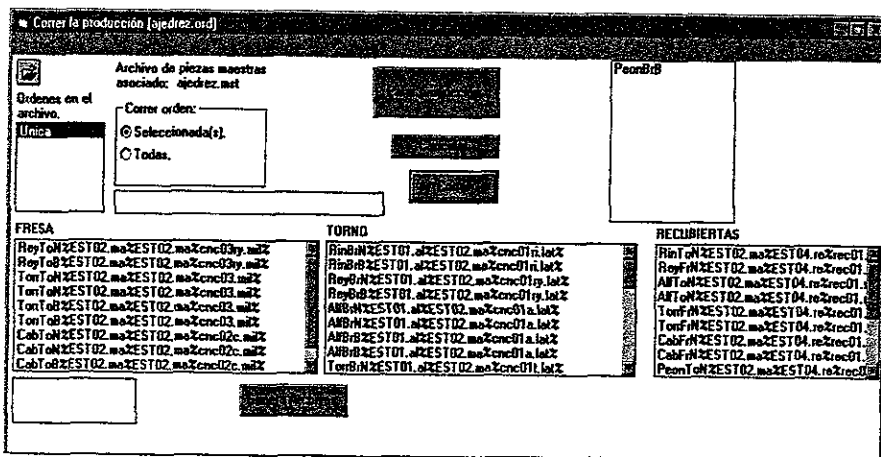 Correr la producción [ajedrez.ord]
Archivo de piezas maestras
asociado: ajedrez.mst
Ordenes en el
archivo.
Unica
Correr orden:
Seleccionada(s).
Todas.
PeonBrB
FRESA
ReyToN%EST02.ma%EST02.ma%cnc03ry.mil%
ReyToB%EST02.ma%EST02.ma%cnc03ry.mil%
TorrToN%EST02.ma%EST02.ma%cnc03.mil%
TorrToN%EST02.ma%EST02.ma%cnc03.mil%
TorrToB%EST02.ma%EST02.ma%cnc03.mil%
TorrToB%EST02.ma%EST02.ma%cnc03.mil%
CabToN%EST02.ma%EST02.ma%cnc02c.mil%
CabToN%EST02.ma%EST02.ma%cnc02c.mil%
CabToB%EST02.ma%EST02.ma%cnc02c.mil%
TORNO
RinBrN%EST01.al%EST02.ma%cnc01ri.lat%
RinBrB%EST01.al%EST02.ma%cnc01ri.lat%
ReyBrN%EST01.al%EST02.ma%cnc01ry.lat%
ReyBrB%EST01.al%EST02.ma%cnc01ry.lat%
AlfBrN%EST01.al%EST02.ma%cnc01a.lat%
AlfBrN%EST01.al%EST02.ma%cnc01a.lat%
AlfBrB%EST01.al%EST02.ma%cnc01a.lat%
AlfBrB%EST01.al%EST02.ma%cnc01a.lat%
TorrBrN%EST01.al%EST02.ma%cnc01t.lat%
RECUBIERTAS
RinToN%EST02.ma%EST04.re%rec01.
ReyFrN%EST02.ma%EST04.re%rec01.
AlfToN%EST02.ma%EST04.re%rec01.
AlfToN%EST02.ma%EST04.re%rec01.
TorrFrN%EST02.ma%EST04.re%rec01.
TorrFrN%EST02.ma%EST04.re%rec01.
CabFrN%EST02.ma%EST04.re%rec01.
CabFrN%EST02.ma%EST04.re%rec01.
PeonToN%EST02.ma%EST04.re%rec0